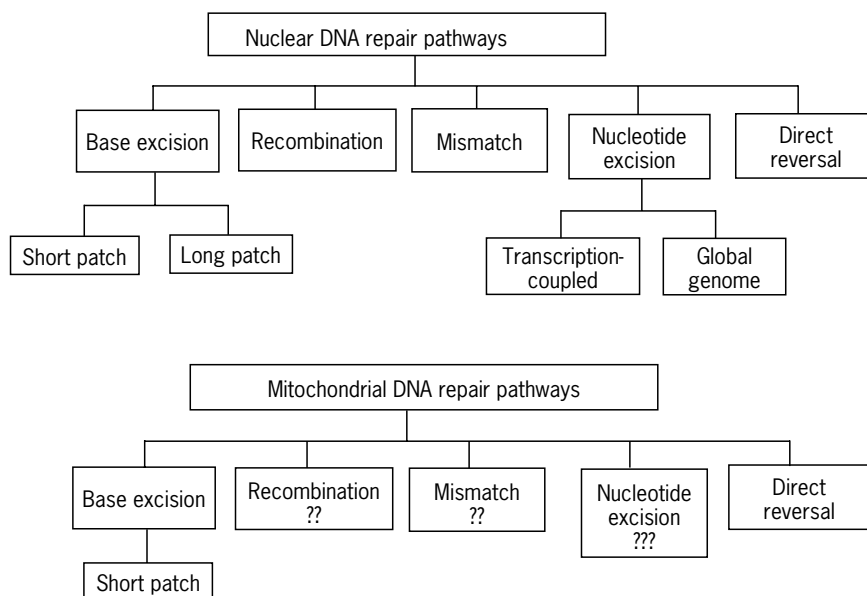 Nuclear DNA repair pathways
Base excision
Recombination
Mismatch
Nucleotide
excision
Direct
reversal
Short patch
Long patch
Transcription-
coupled
Global
genome
Mitochondrial DNA repair pathways
Base excision
Recombination
??
Mismatch
??
Nucleotide
excision
???
Direct
reversal
Short patch